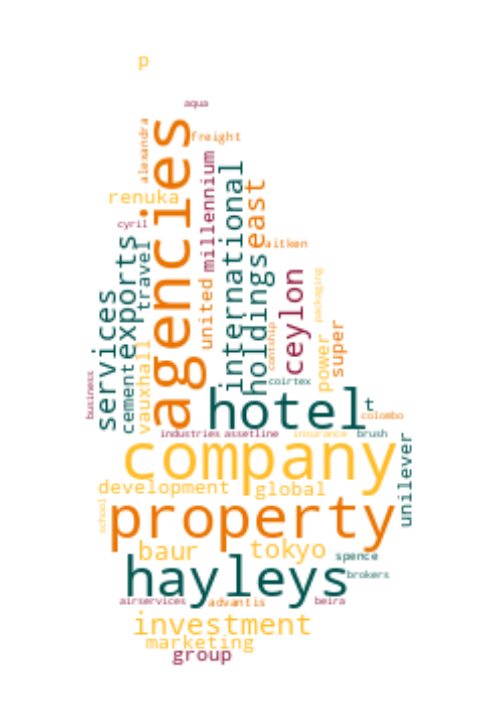 p
aqua
agencies
alexandra
freight
millennium
international
renuka
east
cyril
exports
travel
aitken
services
united
holdings
ceylon
packaging
cement
vauxhall
contship
power
super
business
coirtex
hotel
t
colombo
industries
assetline
insurance
brush
company
unilever
development
global
school
property
baur
tokyo
spence
hayleys
brokers
airservices
advantis
beira
investment
marketing
group